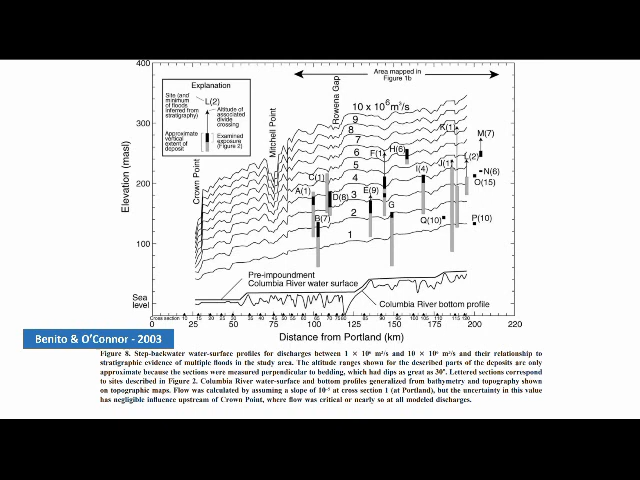 400
300
200
100
Sea
level
Elevation (masl)
Explanation
Site (and
minimum
of floods
inferred from
stratigraphy)
L(2)
Altitude of
associated
divide
crossing
Approximate
vertical
extent of
deposit
Examined
exposure
(Figure 2)
Area mapped in
Figure 1b
Crown Point
Mitchell Point
Rowena Gap
10 x 10⁶ m³/s
9
8
7
6
5
4
3
2
1
A(1)
B(7)
C(1)
D(8)
E(9)
F(1)
G
H(6)
I(4)
J(1)
K(1)
L(2)
M(7)
N(6)
O(15)
P(10)
Q(10)
Pre-impoundment
Columbia River water surface
Columbia River bottom profile
Cross section
0 25 50 75 100 125 150 175 200 220
Distance from Portland (km)
Benito & O'Connor - 2003
Figure 8. Step-backwater water-surface profiles for discharges between 1 × 10⁶ m³/s and 10 × 10⁶ m³/s and their relationship to
stratigraphic evidence of multiple floods in the study area. The altitude ranges shown for the described parts of the deposits are only
approximate because the sections were measured perpendicular to bedding, which had dips as great as 30°. Lettered sections correspond
to sites described in Figure 2. Columbia River water-surface and bottom profiles generalized from bathymetry and topography shown
on topographic maps. Flow was calculated by assuming a slope of 10⁻³ at cross section 1 (at Portland), but the uncertainty in this value
has negligible influence upstream of Crown Point, where flow was critical or nearly so at all modeled discharges.